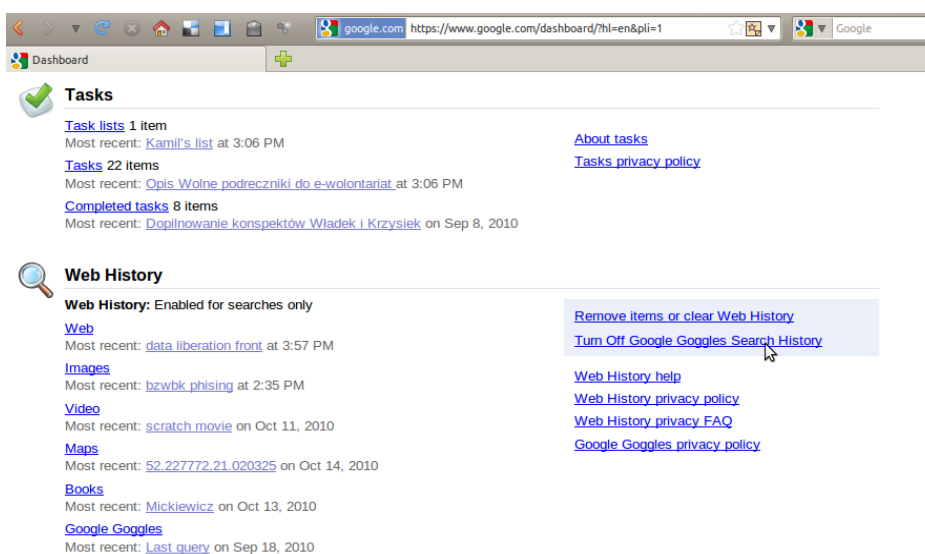 google.com https://www.google.com/dashboard/?hl=en&pli=1
Google
Dashboard
Tasks
Task lists 1 item
Most recent: Kamil's list at 3:06 PM
Tasks 22 items
Most recent: Opis Wolne podreczniki do e-wolontariat at 3:06 PM
Completed tasks 8 items
Most recent: Dopilnowanie konspektów Władek i Krzysiek on Sep 8, 2010
About tasks
Tasks privacy policy
Web History
Web History: Enabled for searches only
Web
Most recent: data liberation front at 3:57 PM
Images
Most recent: bzwbk phising at 2:35 PM
Video
Most recent: scratch movie on Oct 11, 2010
Maps
Most recent: 52.227772,21.020325 on Oct 14, 2010
Books
Most recent: Mickiewicz on Oct 13, 2010
Google Goggles
Most recent: Last query on Sep 18, 2010
Remove items or clear Web History
Turn Off Google Goggles Search History
Web History help
Web History privacy policy
Web History privacy FAQ
Google Goggles privacy policy